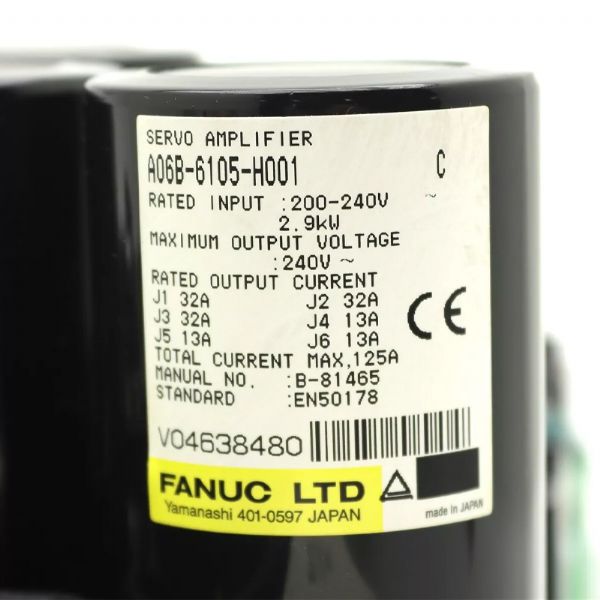 SERVO AMPLIFIER
A06B-6105-H001 C
RATED INPUT :200-240V ~
2.9kW
MAXIMUM OUTPUT VOLTAGE
:240V ~
RATED OUTPUT CURRENT
J1 32A J2 32A
J3 32A J4 13A
J5 13A J6 13A
CE
TOTAL CURRENT MAX,125A
MANUAL NO. :B-81465
STANDARD :EN50178
V04638480
FANUC LTD
Yamanashi 401-0597 JAPAN
made in JAPAN